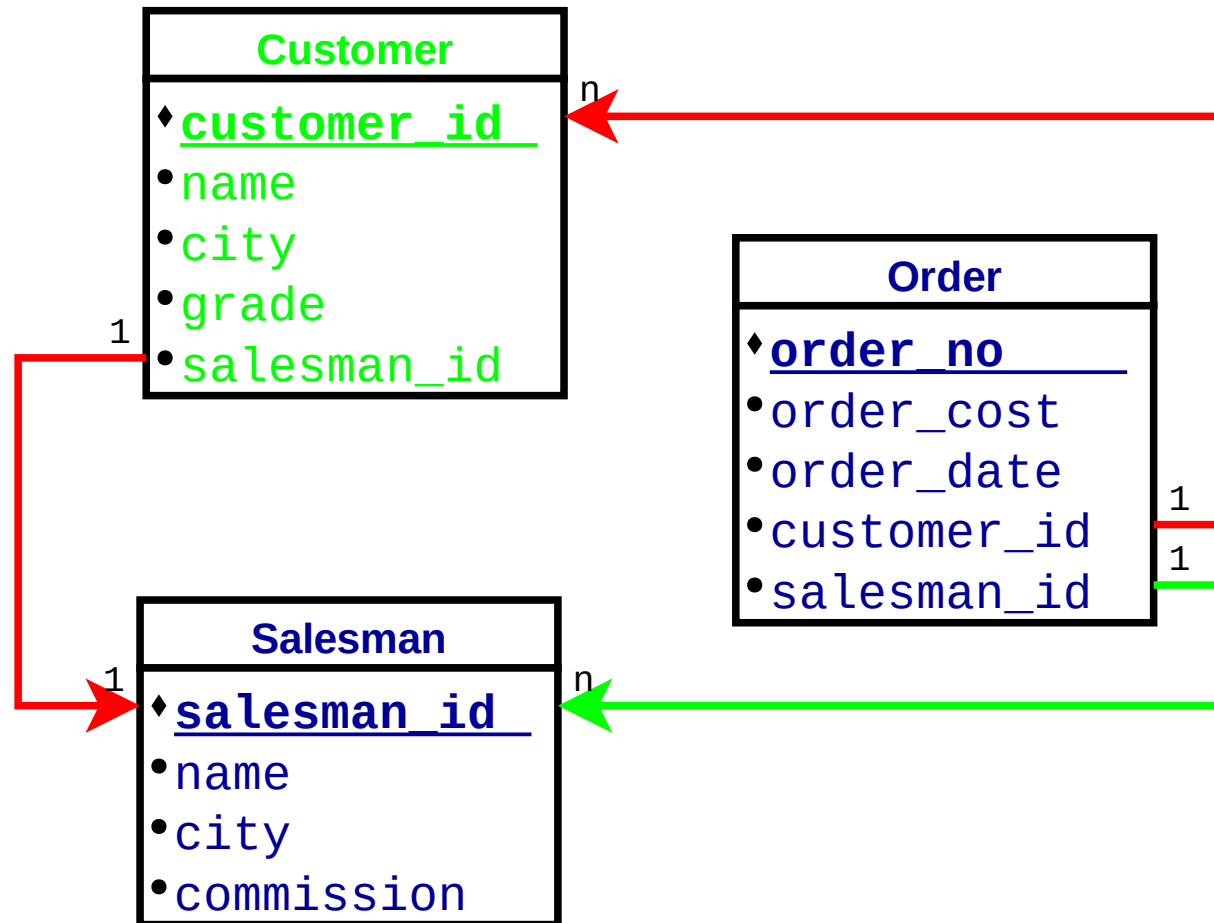 Customer
customer_id
name
city
grade
salesman_id
n
1
Order
order_no
order_cost
order_date
customer_id
salesman_id
1
1
Salesman
salesman_id
name
city
commission
1
n